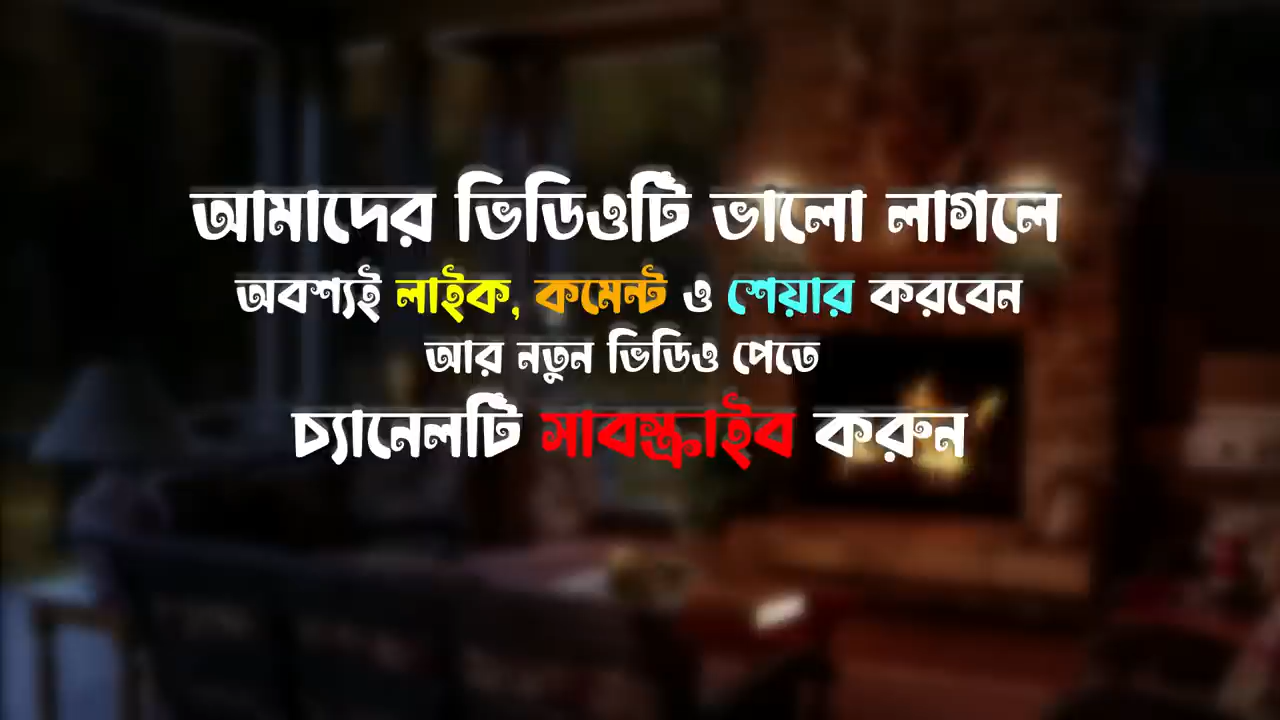 আমাদের ভিডিওটি ভালো লাগলে
অবশ্যই লাইক, কমেন্ট ও শেয়ার করবেন
আর নতুন ভিডিও পেতে
চ্যানেলটি সাবস্ক্রাইব করুন